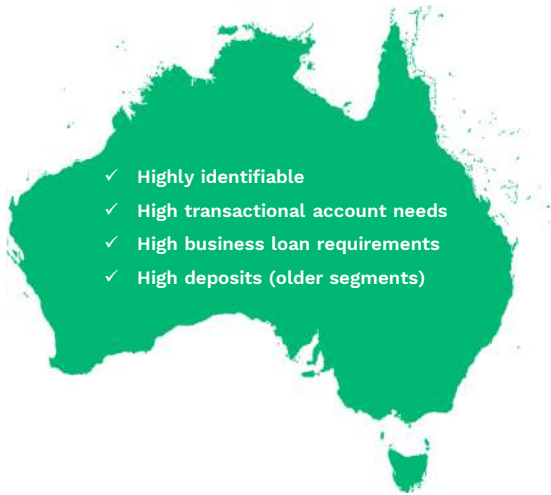 ✓ Highly identifiable
✓ High transactional account needs
✓ High business loan requirements
✓ High deposits (older segments)